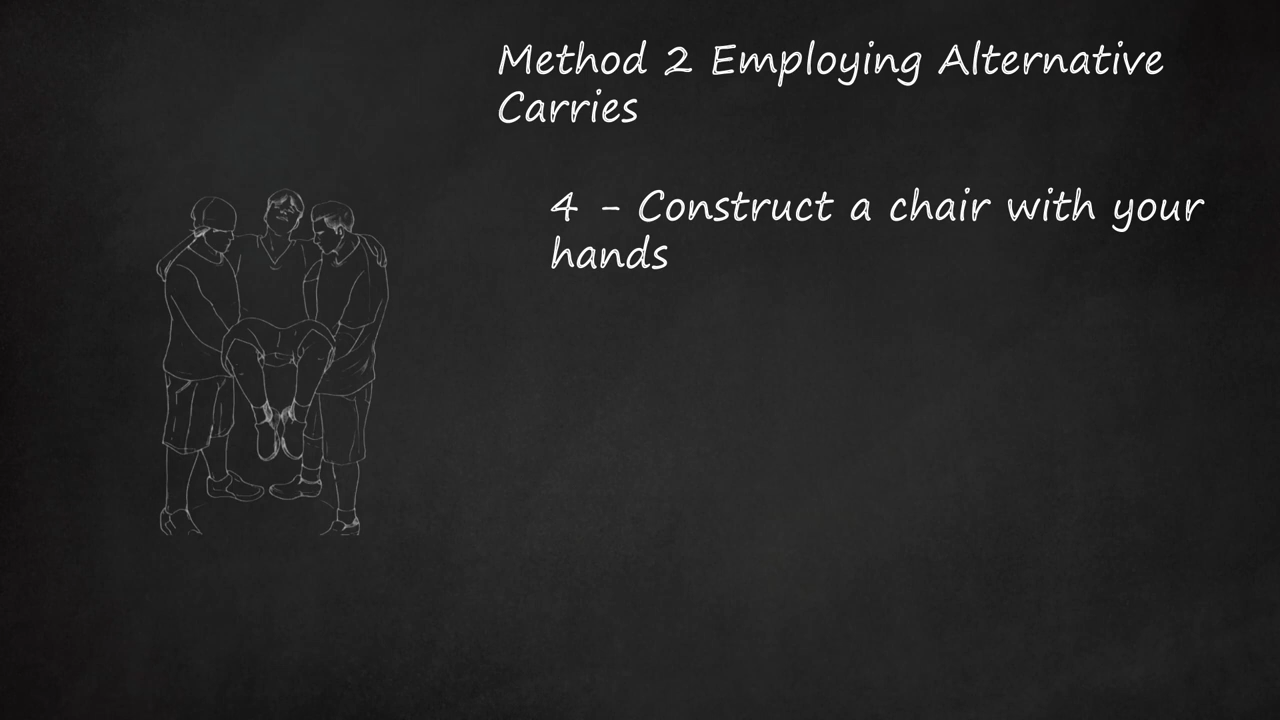 Method 2 Employing Alternative
Carries
4 - Construct a chair with your
hands